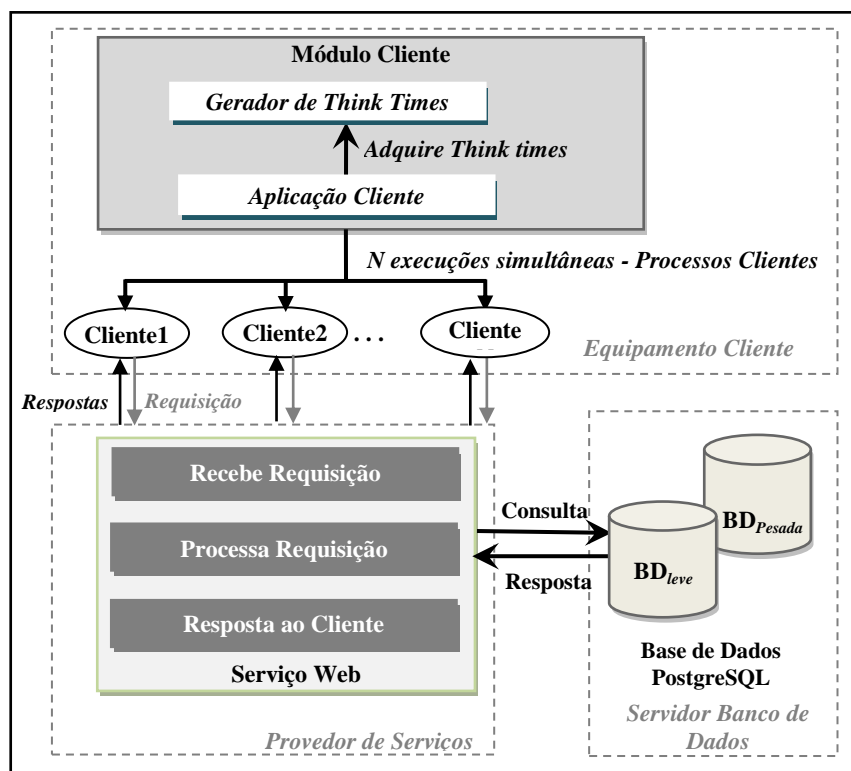 Módulo Cliente
Gerador de Think Times
Adquire Think times
Aplicação Cliente
N execuções simultâneas - Processos Clientes
Cliente1
Cliente2
. . .
Cliente
Equipamento Cliente
Respostas
Requisição
Recebe Requisição
Processa Requisição
Resposta ao Cliente
Serviço Web
Provedor de Serviços
Consulta
Resposta
BDPesada
BDleve
Base de Dados
PostgreSQL
Servidor Banco de
Dados